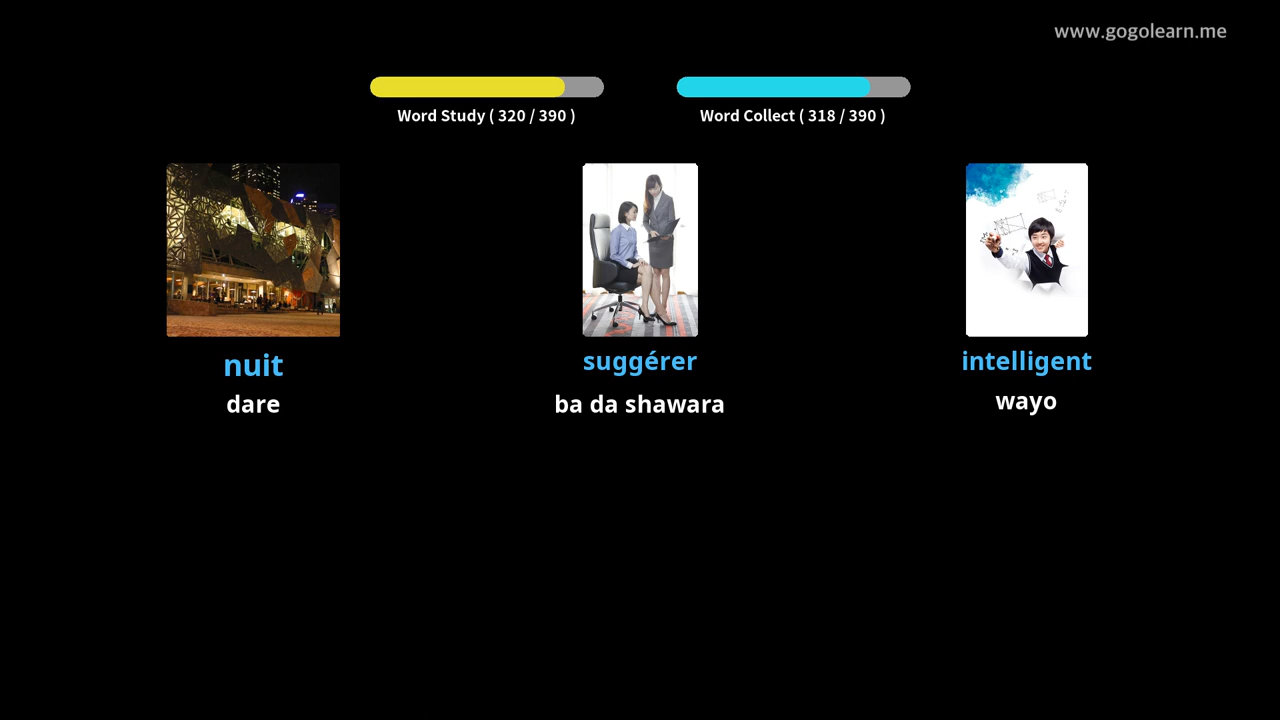 www.gogolearn.me
Word Study ( 320 / 390 )
Word Collect ( 318 / 390 )
nuit
suggérer
intelligent
dare
ba da shawara
wayo